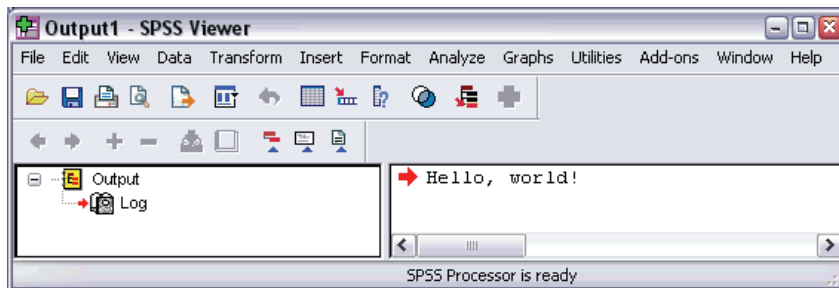 Output1 - SPSS Viewer
File Edit View Data Transform Insert Format Analyze Graphs Utilities Add-ons Window Help
Output
Log
Hello, world!
SPSS Processor is ready